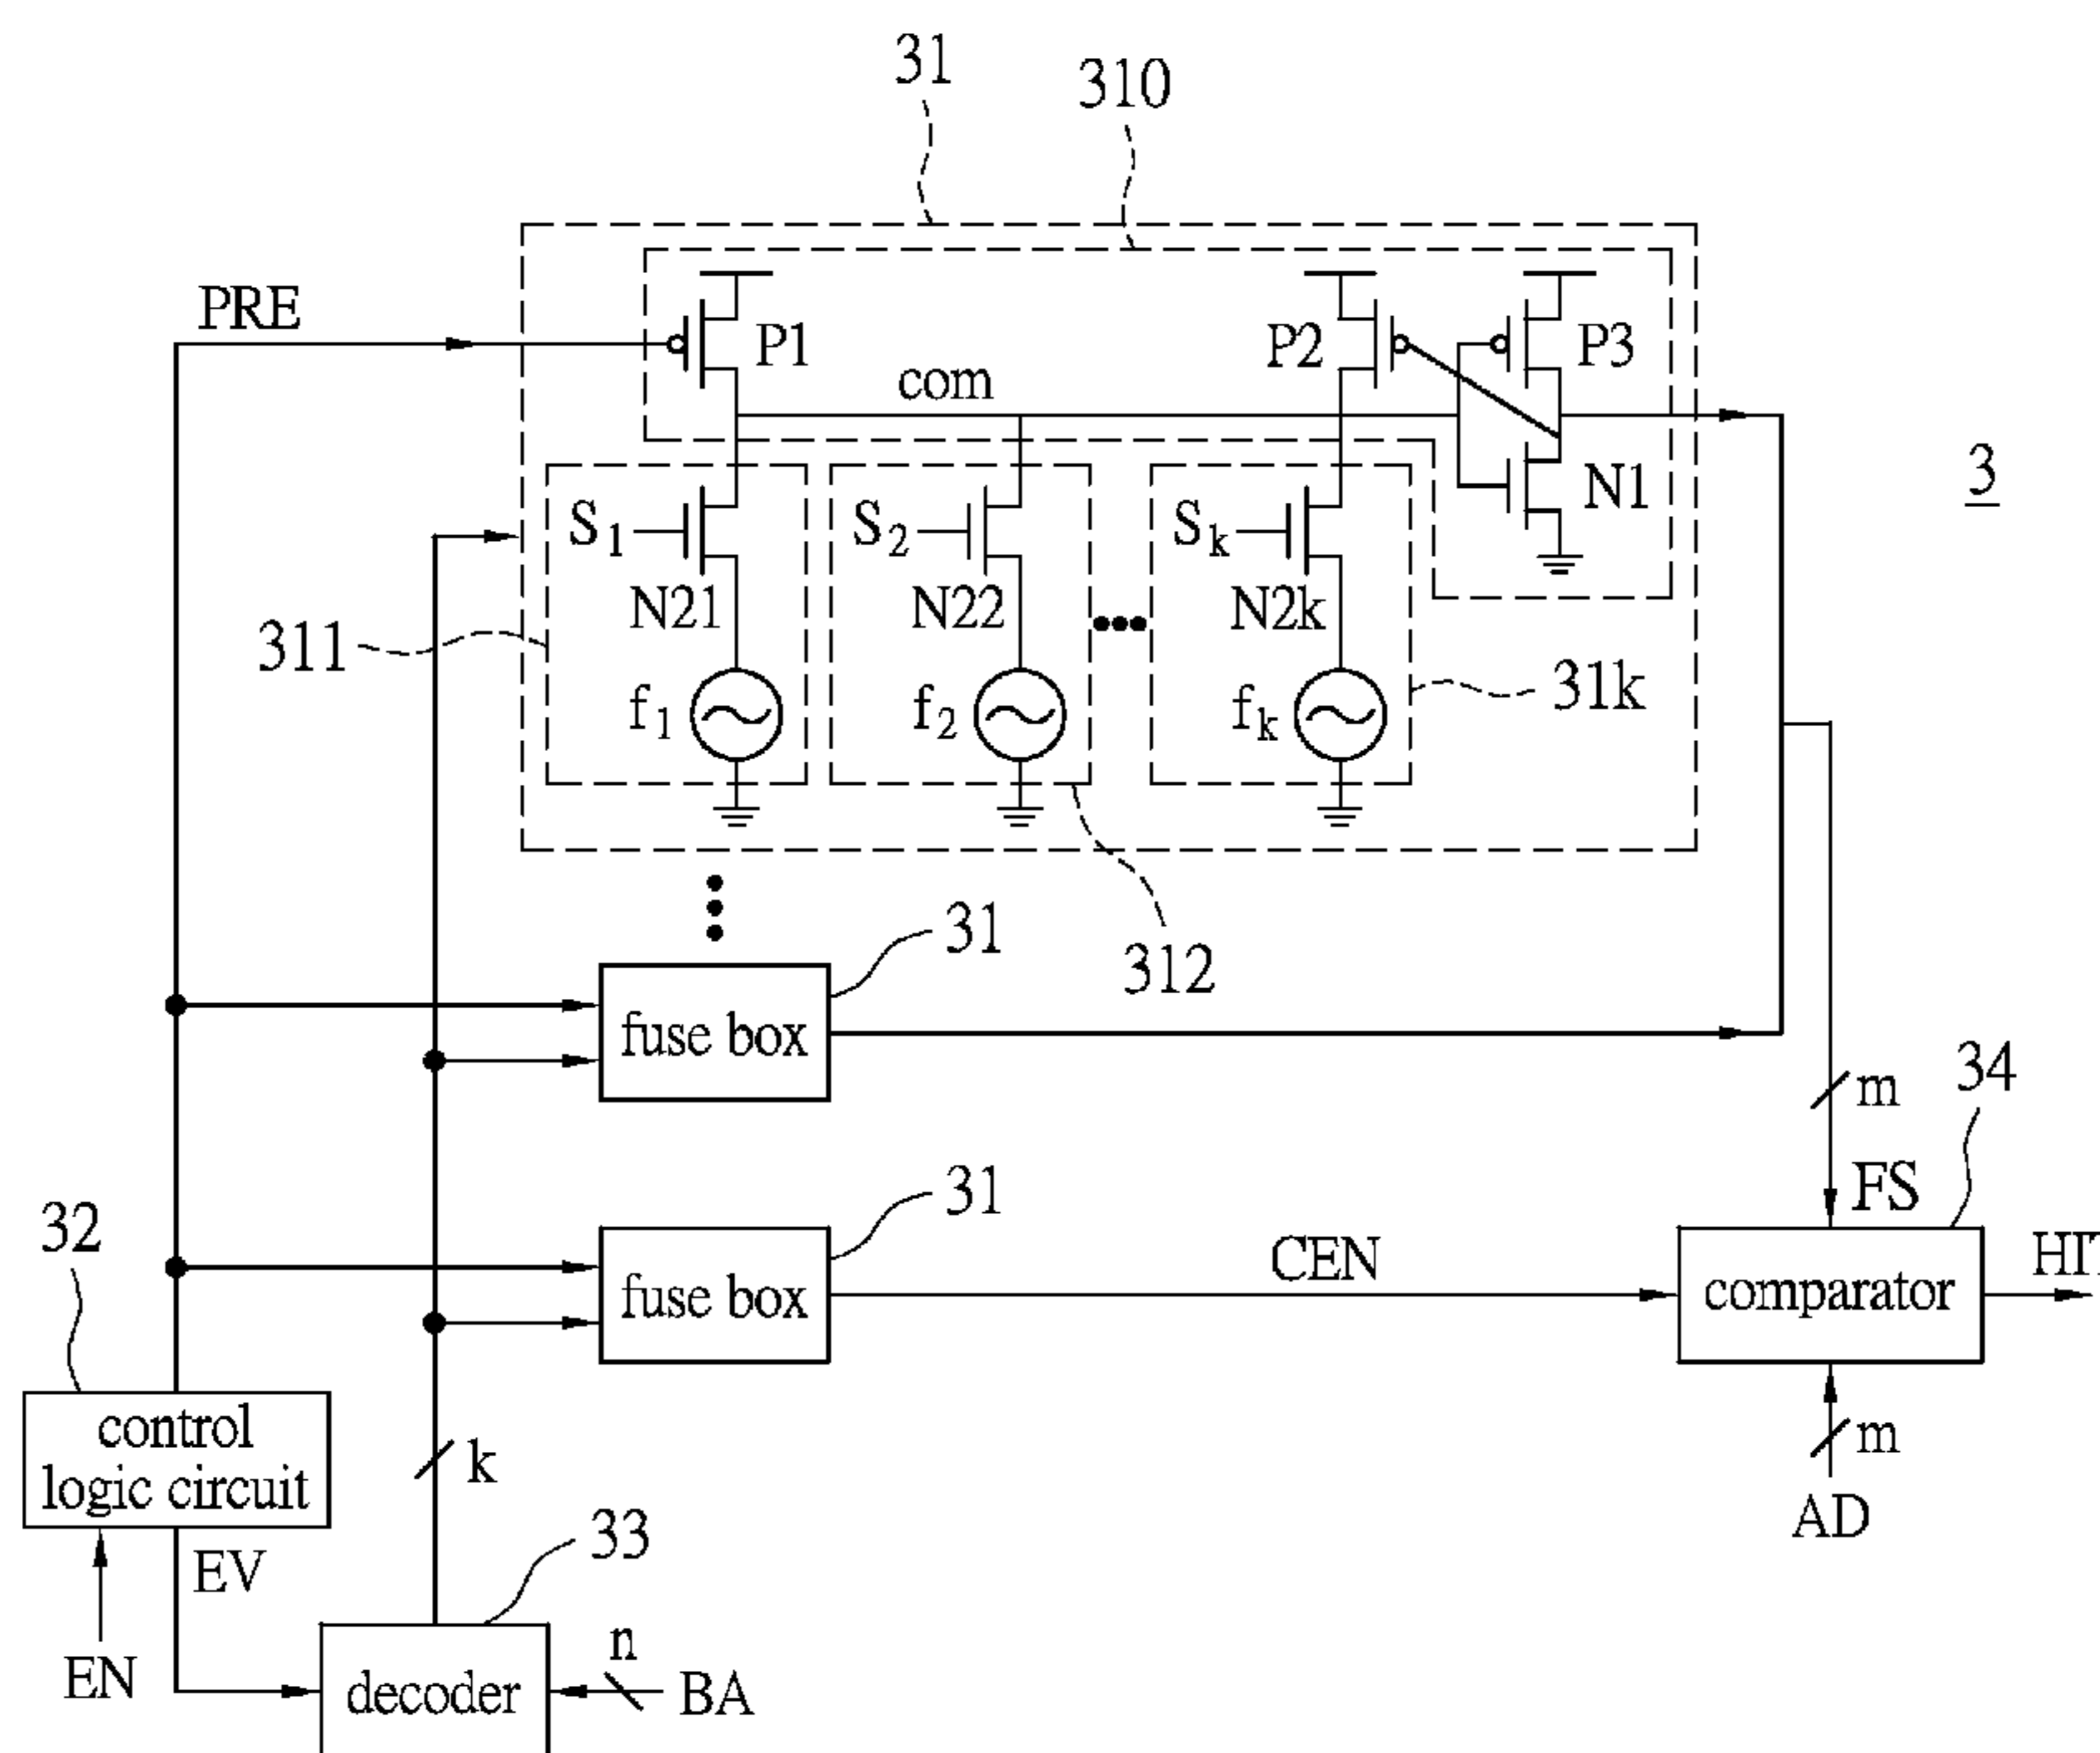 31
310
PRE
P1
com
P2
P3
3
S1
S2
Sk
N1
N21
N22
N2k
311
f1
f2
fk
31k
31
312
fuse box
34
m
31
FS
32
CEN
HIT
fuse box
comparator
control
logic circuit
k
m
AD
33
EV
n
EN
decoder
BA